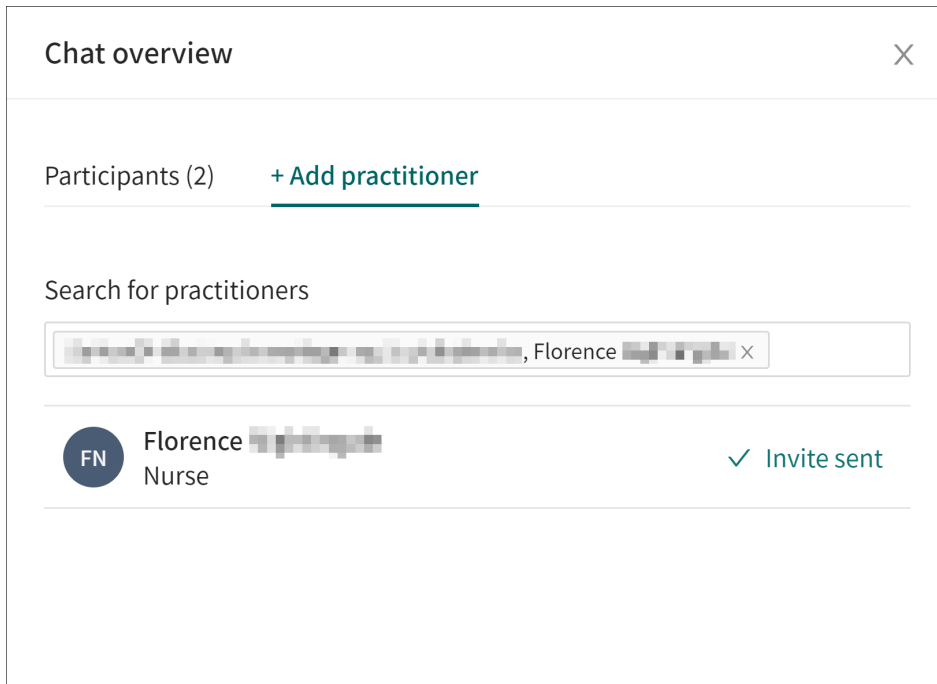 Chat overview
Participants (2)
+ Add practitioner
Search for practitioners
, Florence
Florence
FN
Nurse
Invite sent